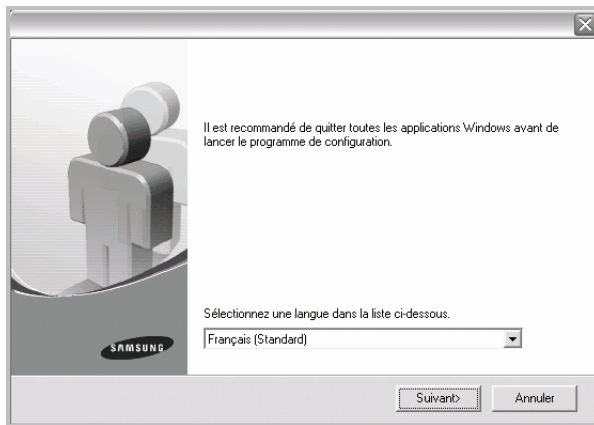 Il est recommandé de quitter toutes les applications Windows avant de
lancer le programme de configuration.
Sélectionnez une langue dans la liste ci-dessous.
Français (Standard)
SAMSUNG
Suivant>
Annuler